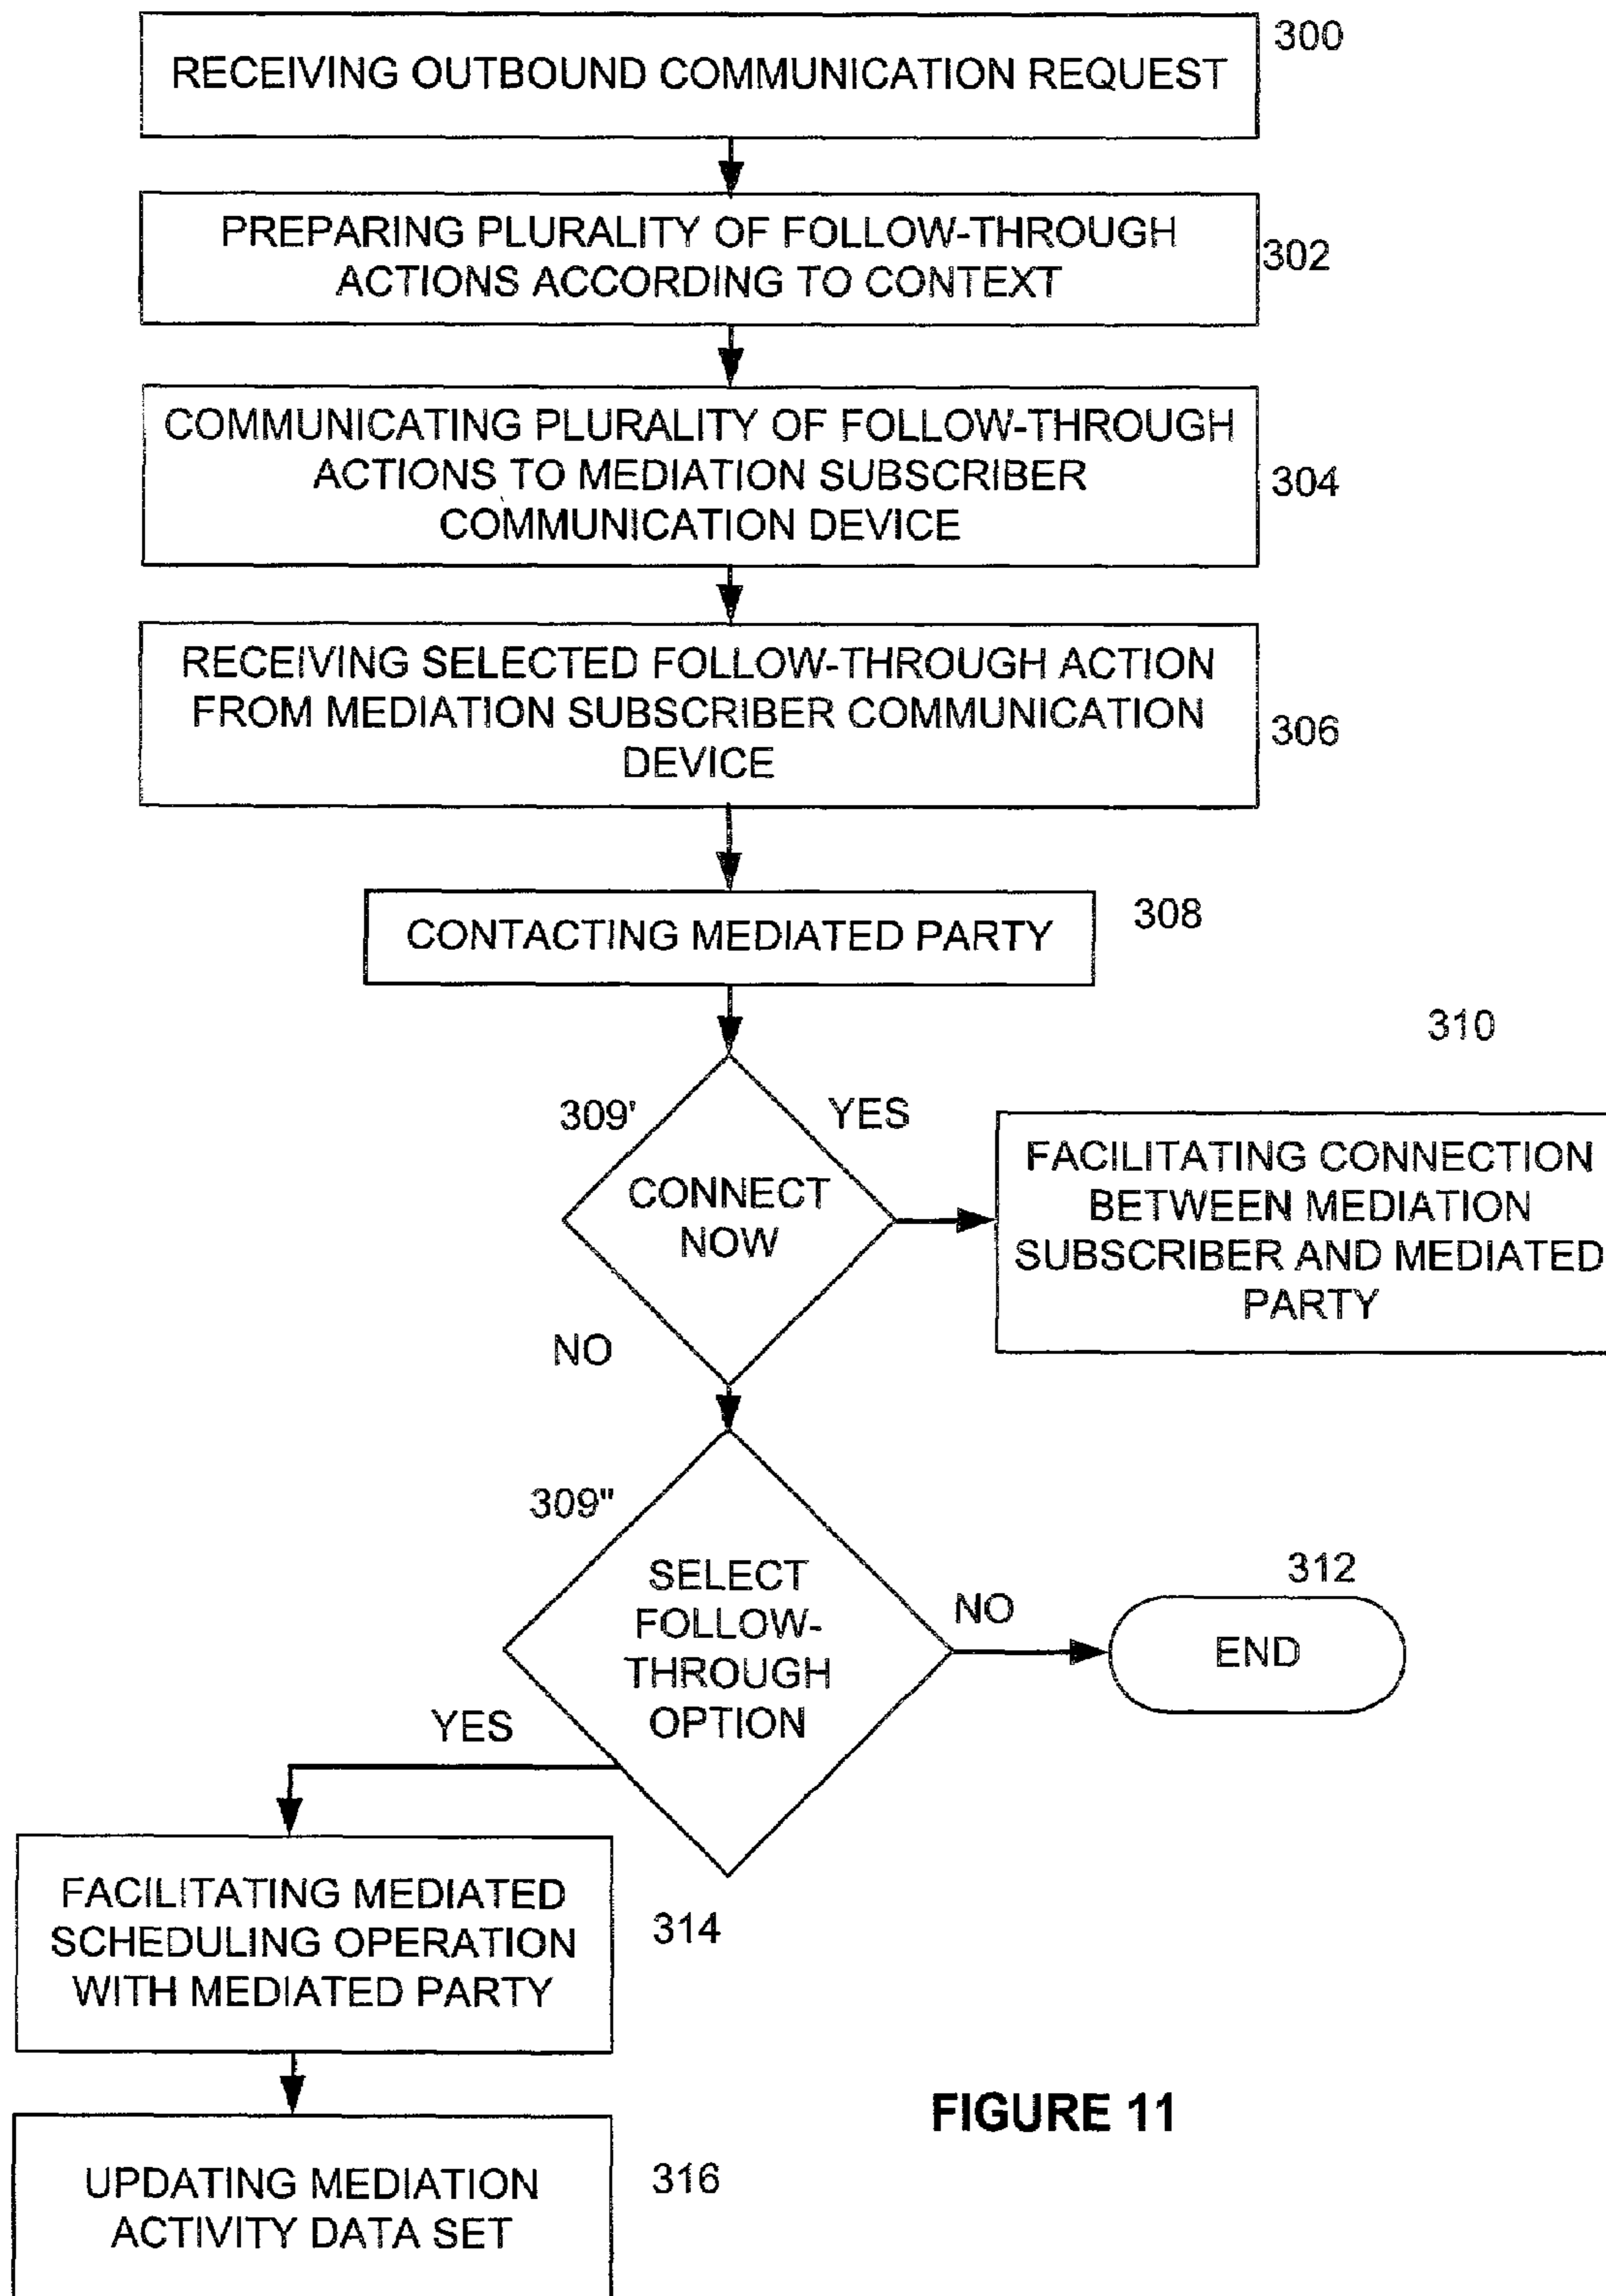 300
RECEIVING OUTBOUND COMMUNICATION REQUEST
PREPARING PLURALITY OF FOLLOW-THROUGH
ACTIONS ACCORDING TO CONTEXT
302
COMMUNICATING PLURALITY OF FOLLOW-THROUGH
ACTIONS TO MEDIATION SUBSCRIBER
COMMUNICATION DEVICE
304
RECEIVING SELECTED FOLLOW-THROUGH ACTION
FROM MEDIATION SUBSCRIBER COMMUNICATION
DEVICE
306
CONTACTING MEDIATED PARTY
308
309'
CONNECT
NOW
YES
310
FACILITATING CONNECTION
BETWEEN MEDIATION
SUBSCRIBER AND MEDIATED
PARTY
NO
309"
SELECT
FOLLOW-
THROUGH
OPTION
NO
312
END
YES
FACILITATING MEDIATED
SCHEDULING OPERATION
WITH MEDIATED PARTY
314
UPDATING MEDIATION
ACTIVITY DATA SET
316
FIGURE 11